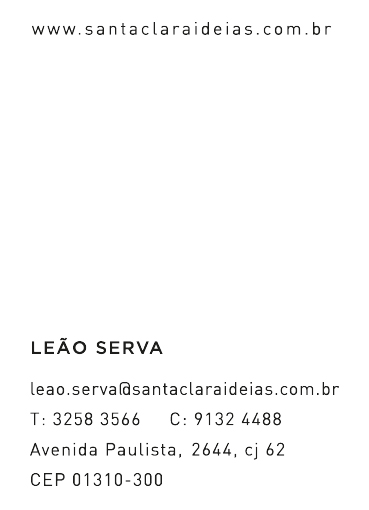 www.santaclaraideias.com.br
LEÃO SERVA
leao.serva@santaclaraideias.com.br
T: 3258 3566 C: 9132 4488
Avenida Paulista, 2644, cj 62
CEP 01310-300